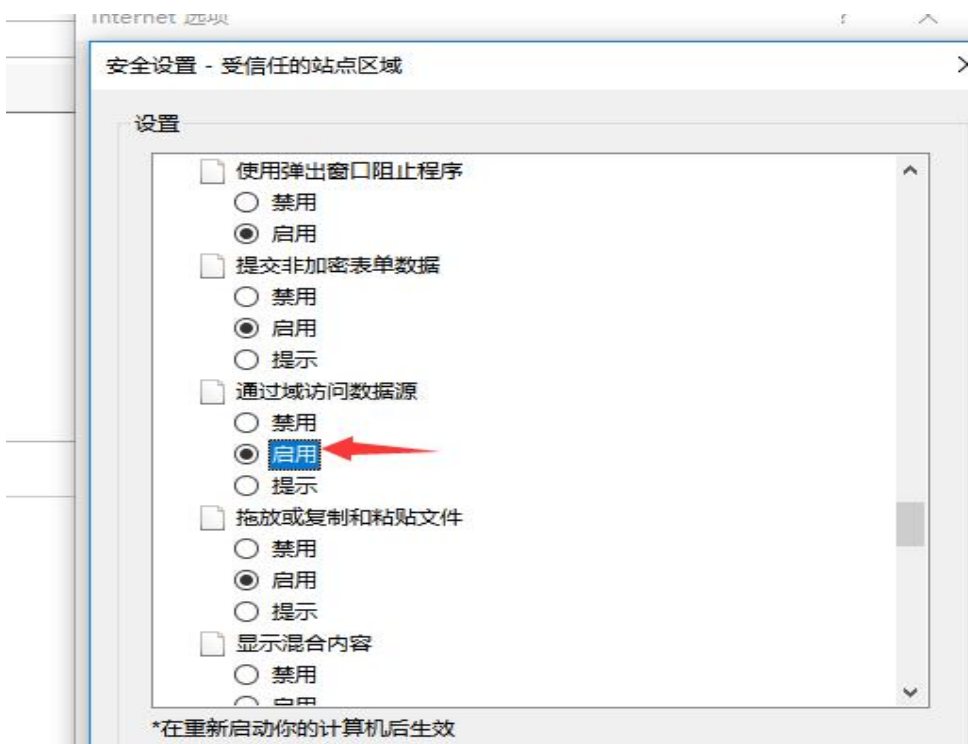 Internet 选项
安全设置 - 受信任的站点区域
设置
使用弹出窗口阻止程序
禁用
启用
提交非加密表单数据
禁用
启用
提示
通过域访问数据源
禁用
启用
提示
拖放或复制和粘贴文件
禁用
启用
提示
显示混合内容
禁用
启用
*在重新启动你的计算机后生效